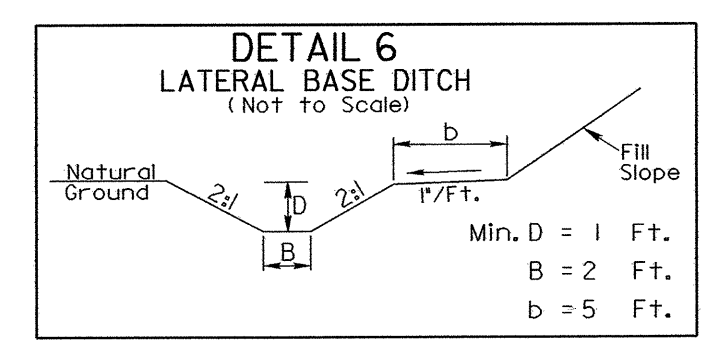 DETAIL 6
LATERAL BASE DITCH
(Not to Scale)
b
Natural
Ground
2:1
D
2:1
1"/Ft.
Fill
Slope
B
Min. D = 1 Ft.
B = 2 Ft.
b = 5 Ft.